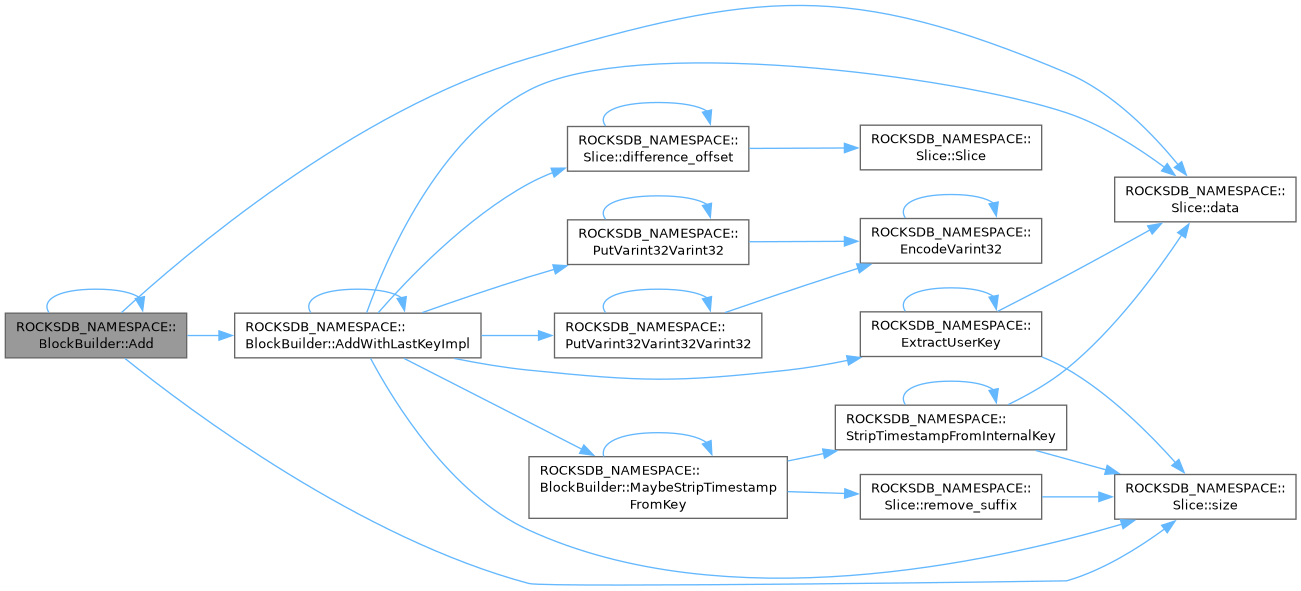 ROCKSDB_NAMESPACE::
BlockBuilder::Add
ROCKSDB_NAMESPACE::
BlockBuilder::AddWithLastKeyImpl
ROCKSDB_NAMESPACE::
Slice::difference_offset
ROCKSDB_NAMESPACE::
PutVarint32Varint32
ROCKSDB_NAMESPACE::
PutVarint32Varint32Varint32
ROCKSDB_NAMESPACE::
BlockBuilder::MaybeStripTimestamp
FromKey
ROCKSDB_NAMESPACE::
Slice::Slice
ROCKSDB_NAMESPACE::
EncodeVarint32
ROCKSDB_NAMESPACE::
ExtractUserKey
ROCKSDB_NAMESPACE::
StripTimestampFromInternalKey
ROCKSDB_NAMESPACE::
Slice::remove_suffix
ROCKSDB_NAMESPACE::
Slice::data
ROCKSDB_NAMESPACE::
Slice::size